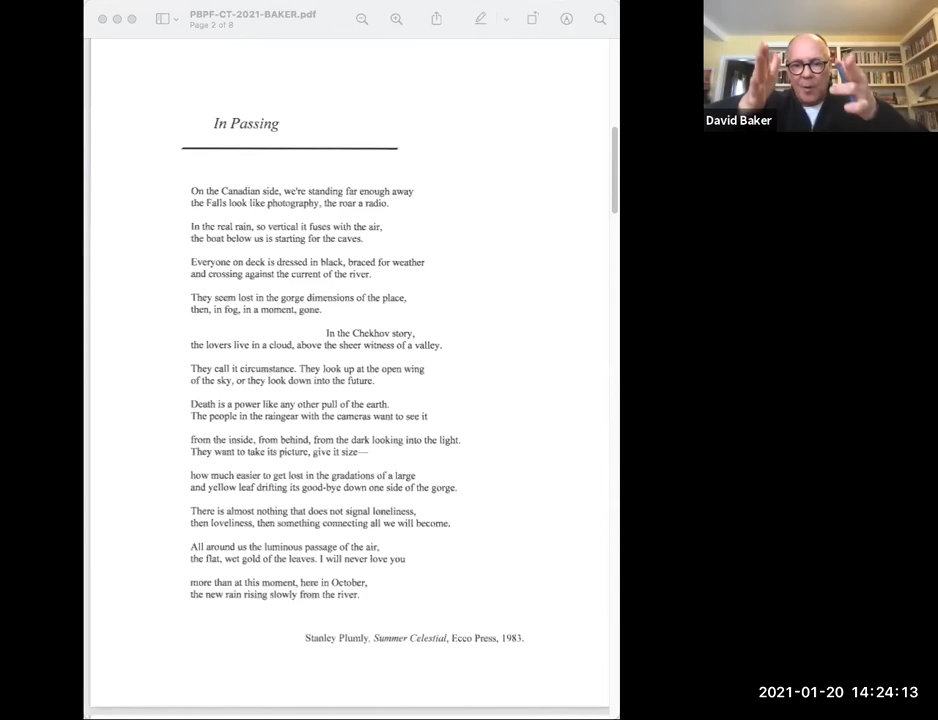 PBPF-CT-2021-BAKER.pdf
Page 2 of 8
In Passing
On the Canadian side, we're standing far enough away
the Falls look like photography, the roar a radio.
In the real rain, so vertical it fuses with the air,
the boat below us is starting for the caves.
Everyone on deck is dressed in black, braced for weather
and crossing against the current of the river.
They seem lost in the gorge dimensions of the place,
then, in fog, in a moment, gone.
In the Chekhov story,
the lovers live in a cloud, above the sheer witness of a valley.
They call it circumstance. They look up at the open wing
of the sky, or they look down into the future.
Death is a power like any other pull of the earth.
The people in the raingear with the cameras want to see it
from the inside, from behind, from the dark looking into the light.
They want to take its picture, give it size—
how much easier to get lost in the gradations of a large
and yellow leaf drifting its good-bye down one side of the gorge.
There is almost nothing that does not signal loneliness,
then loveliness, then something connecting all we will become.
All around us the luminous passage of the air,
the flat, wet gold of the leaves. I will never love you
more than at this moment, here in October,
the new rain rising slowly from the river.
Stanley Plumly, Summer Celestial, Ecco Press, 1983.
David Baker
2021-01-20 14:24:13